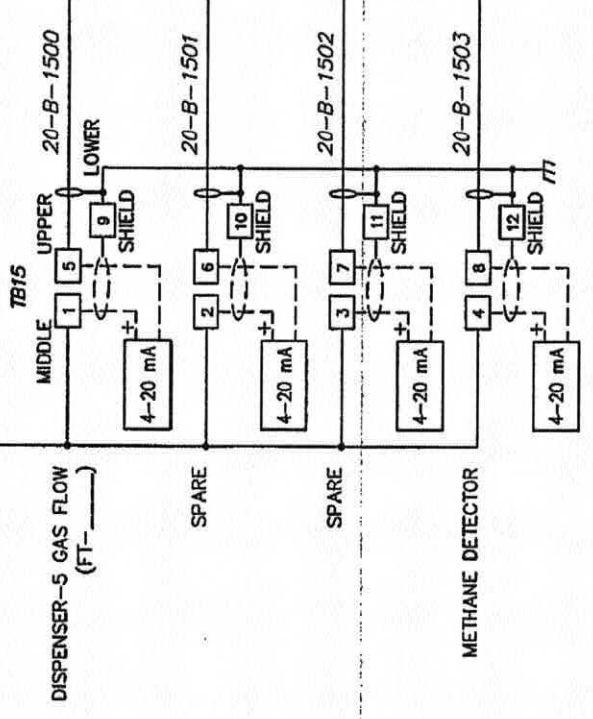 TB15
MIDDLE
UPPER
LOWER
DISPENSER-5 GAS FLOW
(FT-____)
1
5
20-B-1500
9
SHIELD
+
4-20 mA
SPARE
2
6
20-B-1501
10
SHIELD
+
4-20 mA
SPARE
3
7
20-B-1502
11
SHIELD
+
4-20 mA
METHANE DETECTOR
4
8
20-B-1503
12
SHIELD
+
4-20 mA